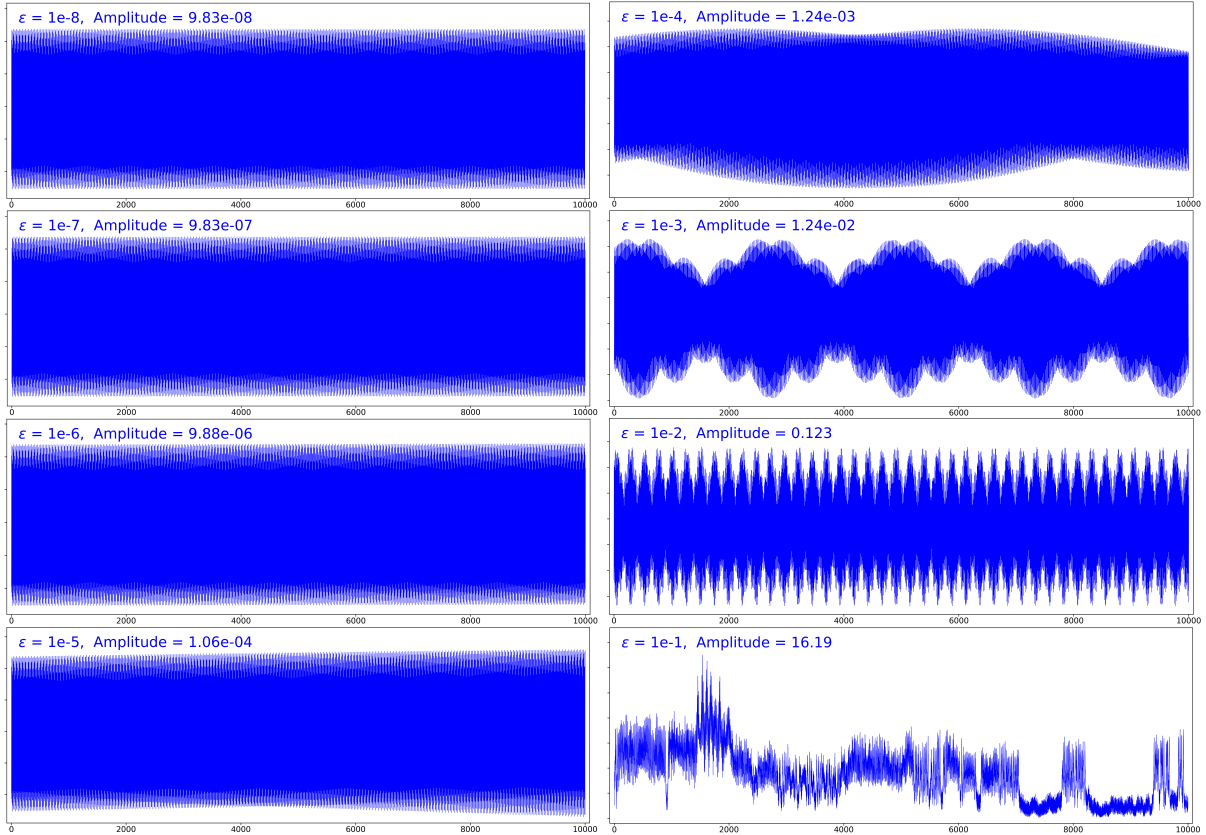 ε = 1e-8,  Amplitude = 9.83e-08
0 2000 4000 6000 8000 10000
ε = 1e-7,  Amplitude = 9.83e-07
0 2000 4000 6000 8000 10000
ε = 1e-6,  Amplitude = 9.88e-06
0 2000 4000 6000 8000 10000
ε = 1e-5,  Amplitude = 1.06e-04
0 2000 4000 6000 8000 10000
ε = 1e-4,  Amplitude = 1.24e-03
0 2000 4000 6000 8000 10000
ε = 1e-3,  Amplitude = 1.24e-02
0 2000 4000 6000 8000 10000
ε = 1e-2,  Amplitude = 0.123
0 2000 4000 6000 8000 10000
ε = 1e-1,  Amplitude = 16.19
0 2000 4000 6000 8000 10000